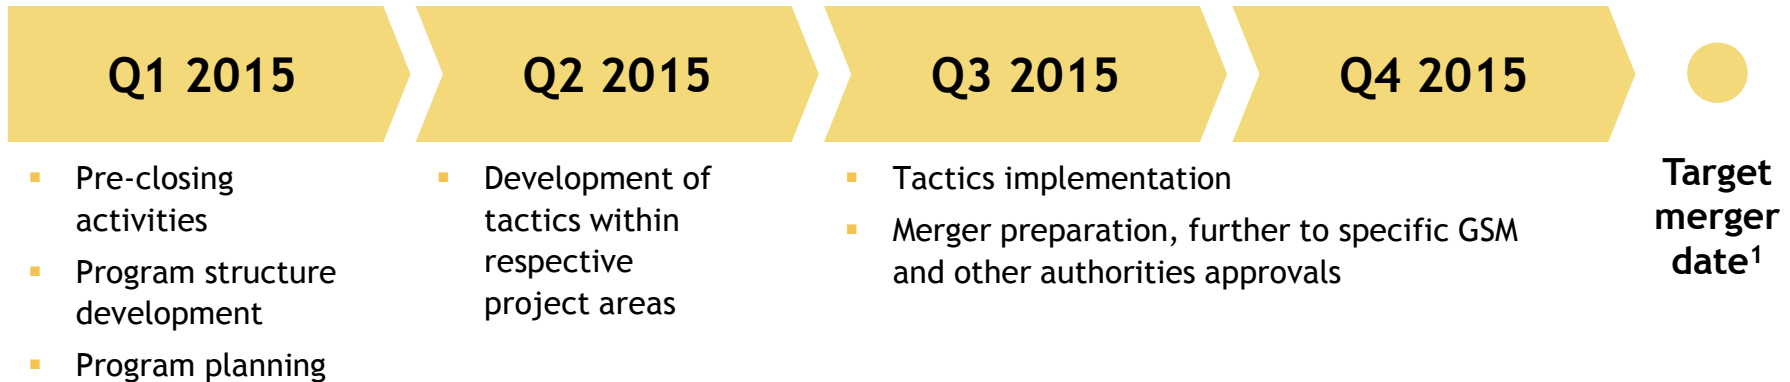 Q1 2015
Q2 2015
Q3 2015
Q4 2015
▪ Pre-closing
activities
▪ Program structure
development
▪ Program planning
▪ Development of
tactics within
respective
project areas
▪ Tactics implementation
▪ Merger preparation, further to specific GSM
and other authorities approvals
Target
merger
date¹